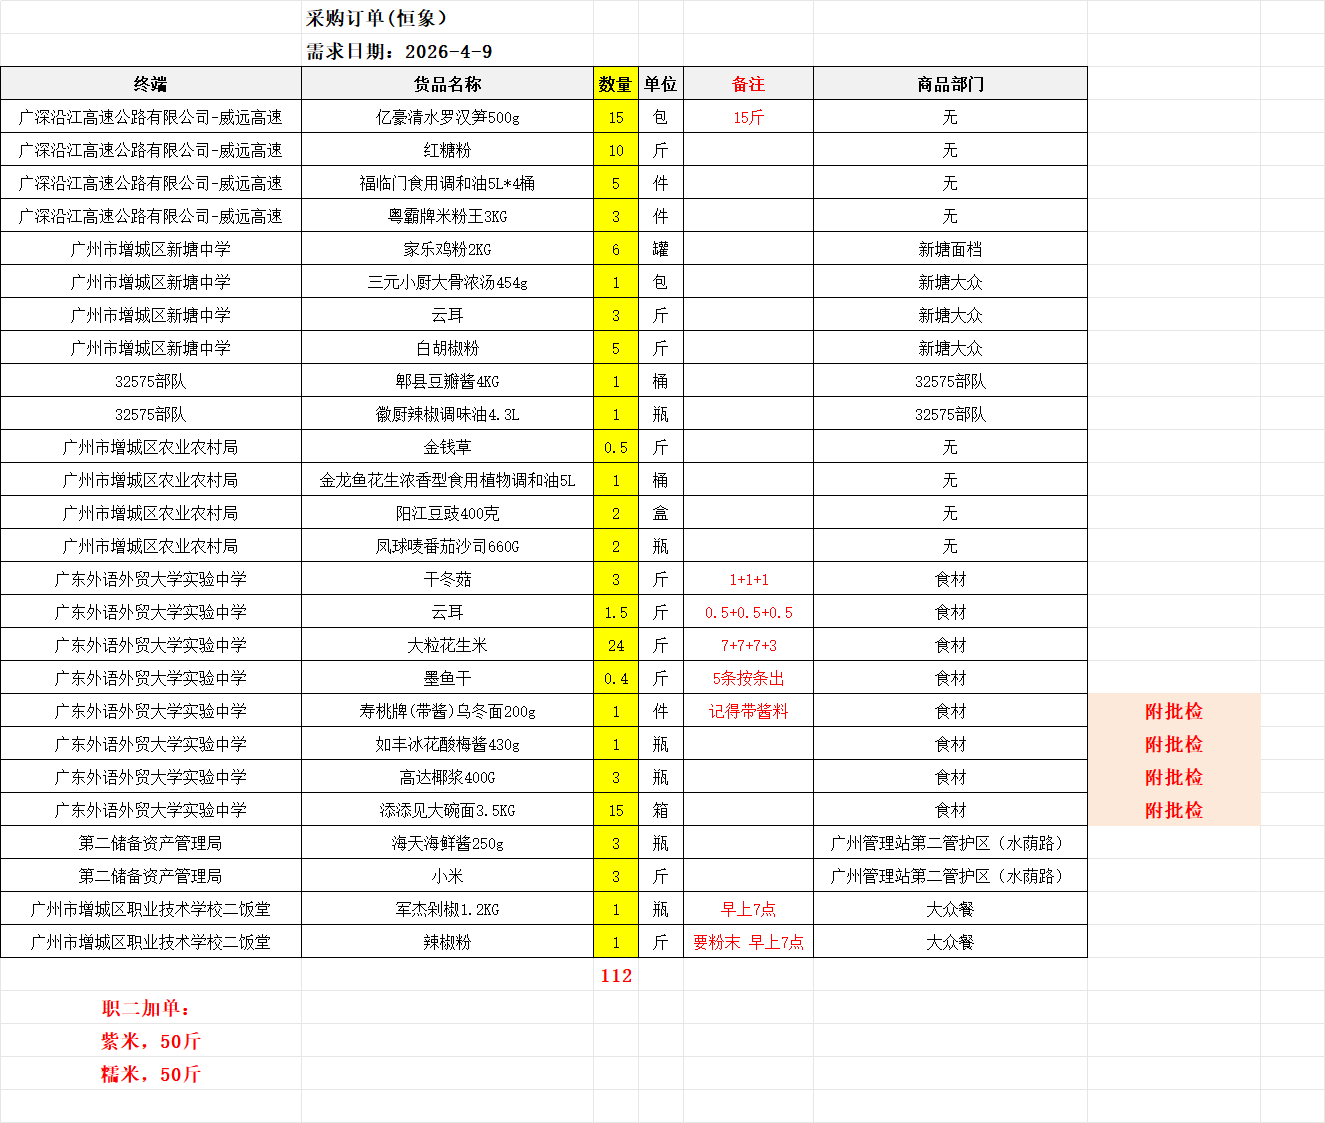 采购订单(恒象）
需求日期：2026-4-9
终端 货品名称 数量 单位 备注 商品部门
广深沿江高速公路有限公司-威远高速 亿豪清水罗汉笋500g 15 包 15斤 无
广深沿江高速公路有限公司-威远高速 红糖粉 10 斤 无
广深沿江高速公路有限公司-威远高速 福临门食用调和油5L*4桶 5 件 无
广深沿江高速公路有限公司-威远高速 粤霸牌米粉王3KG 3 件 无
广州市增城区新塘中学 家乐鸡粉2KG 6 罐 新塘面档
广州市增城区新塘中学 三元小厨大骨浓汤454g 1 包 新塘大众
广州市增城区新塘中学 云耳 3 斤 新塘大众
广州市增城区新塘中学 白胡椒粉 5 斤 新塘大众
32575部队 郫县豆瓣酱4KG 1 桶 32575部队
32575部队 徽厨辣椒调味油4.3L 1 瓶 32575部队
广州市增城区农业农村局 金钱草 0.5 斤 无
广州市增城区农业农村局 金龙鱼花生浓香型食用植物调和油5L 1 桶 无
广州市增城区农业农村局 阳江豆豉400克 2 盒 无
广州市增城区农业农村局 凤球唛番茄沙司660G 2 瓶 无
广东外语外贸大学实验中学 干冬菇 3 斤 1+1+1 食材
广东外语外贸大学实验中学 云耳 1.5 斤 0.5+0.5+0.5 食材
广东外语外贸大学实验中学 大粒花生米 24 斤 7+7+7+3 食材
广东外语外贸大学实验中学 墨鱼干 0.4 斤 5条按条出 食材
广东外语外贸大学实验中学 寿桃牌(带酱)乌冬面200g 1 件 记得带酱料 食材 附批检
广东外语外贸大学实验中学 如丰冰花酸梅酱430g 1 瓶 食材 附批检
广东外语外贸大学实验中学 高达椰浆400G 3 瓶 食材 附批检
广东外语外贸大学实验中学 添添见大碗面3.5KG 15 箱 食材 附批检
第二储备资产管理局 海天海鲜酱250g 3 瓶 广州管理站第二管护区（水荫路）
第二储备资产管理局 小米 3 斤 广州管理站第二管护区（水荫路）
广州市增城区职业技术学校二饭堂 军杰剁椒1.2KG 1 瓶 早上7点 大众餐
广州市增城区职业技术学校二饭堂 辣椒粉 1 斤 要粉末 早上7点 大众餐
112
职二加单：
紫米，50斤
糯米，50斤